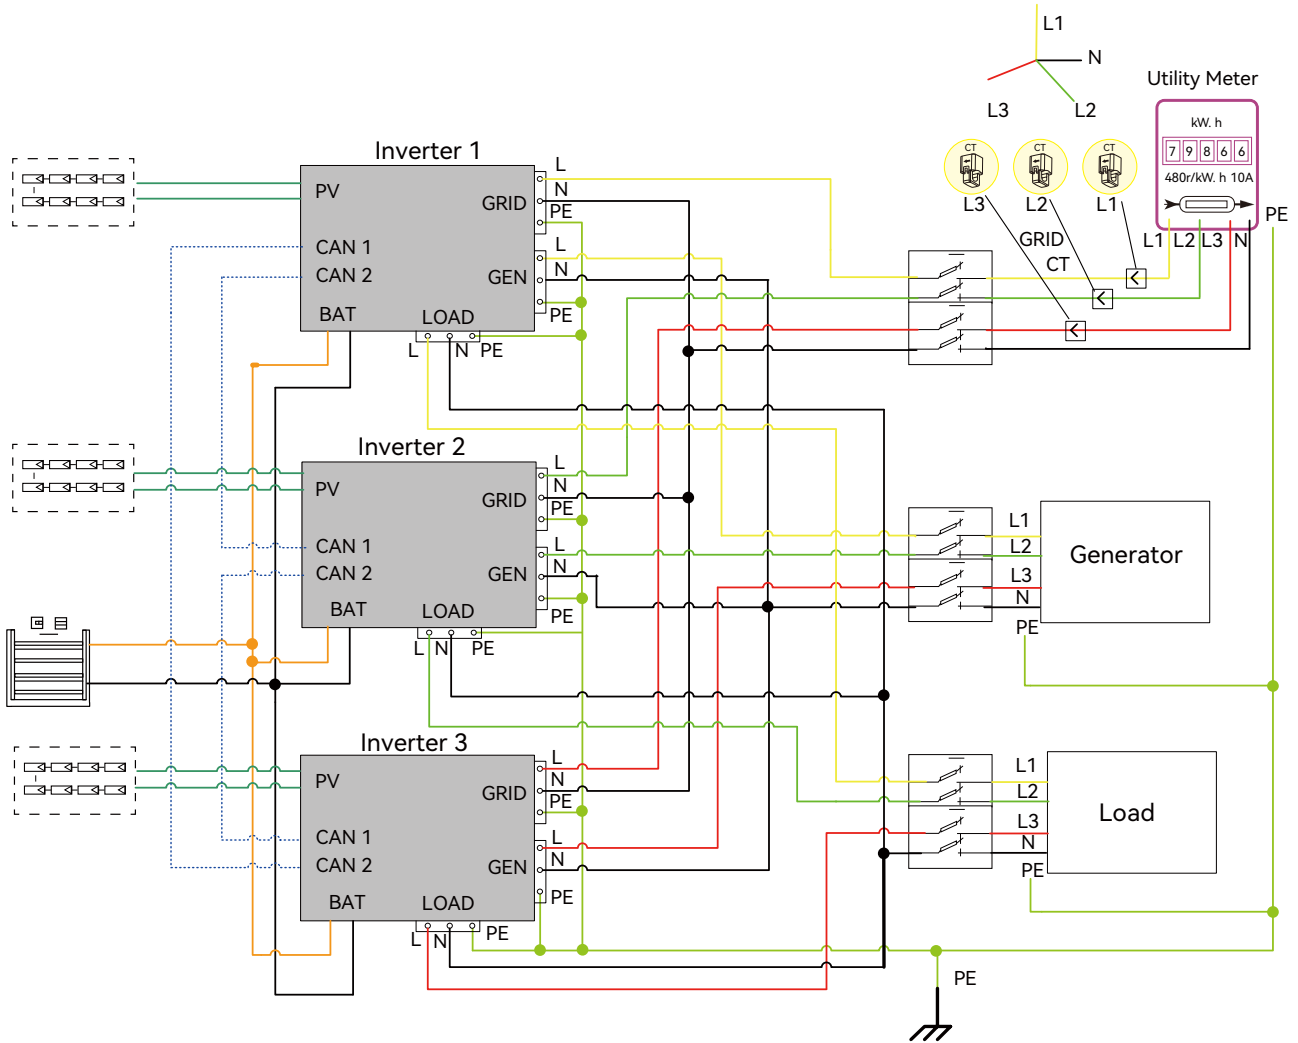 L1
N
L3
L2
Utility Meter
kW. h
7 9 8 6 6
480r/kW. h 10A
CT
CT
CT
L3
L2
L1
GRID
CT
L1 L2 L3 N
PE
Inverter 1
PV
CAN 1
CAN 2
BAT
GRID
GEN
LOAD
L
N
PE
L
N
PE
L
N
PE
Inverter 2
PV
CAN 1
CAN 2
BAT
GRID
GEN
LOAD
L
N
PE
L
N
PE
L
N
PE
Generator
L1
L2
L3
N
PE
Inverter 3
PV
CAN 1
CAN 2
BAT
GRID
GEN
LOAD
L
N
PE
L
N
PE
L
N
PE
Load
L1
L2
L3
N
PE
PE